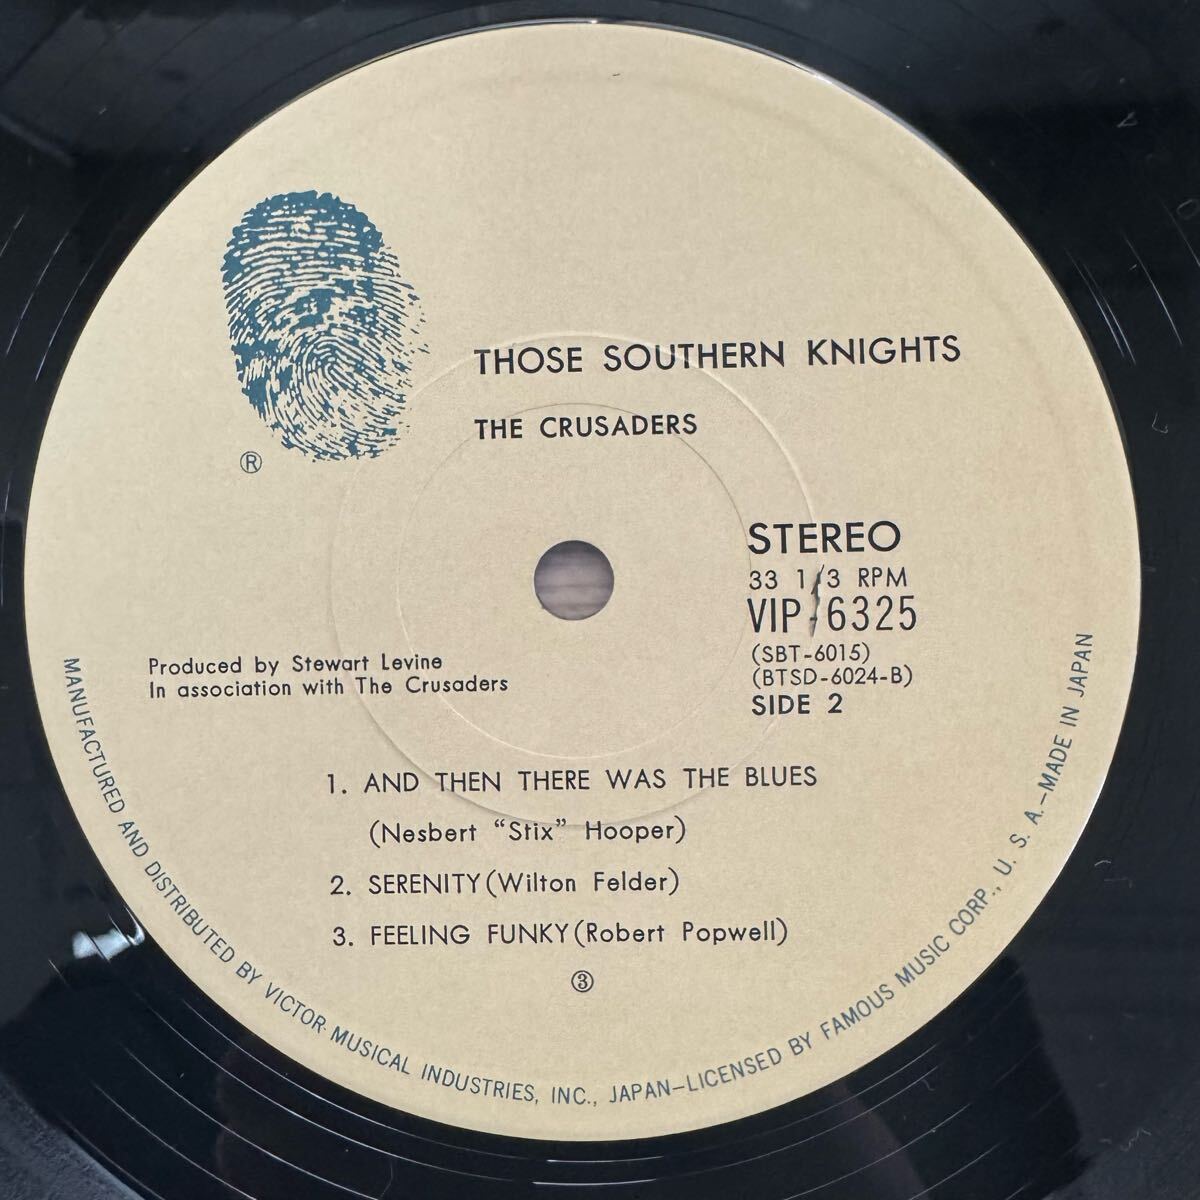 ®
THOSE SOUTHERN KNIGHTS
THE CRUSADERS
STEREO
33 1/3 RPM
VIP-6325
(SBT-6015)
(BTSD-6024-B)
SIDE 2
Produced by Stewart Levine
In association with The Crusaders
1. AND THEN THERE WAS THE BLUES
(Nesbert “Stix” Hooper)
2. SERENITY (Wilton Felder)
3. FEELING FUNKY (Robert Popwell)
③
MANUFACTURED AND DISTRIBUTED BY VICTOR MUSICAL INDUSTRIES, INC., JAPAN–LICENSED BY FAMOUS MUSIC CORP., U. S. A.–MADE IN JAPAN